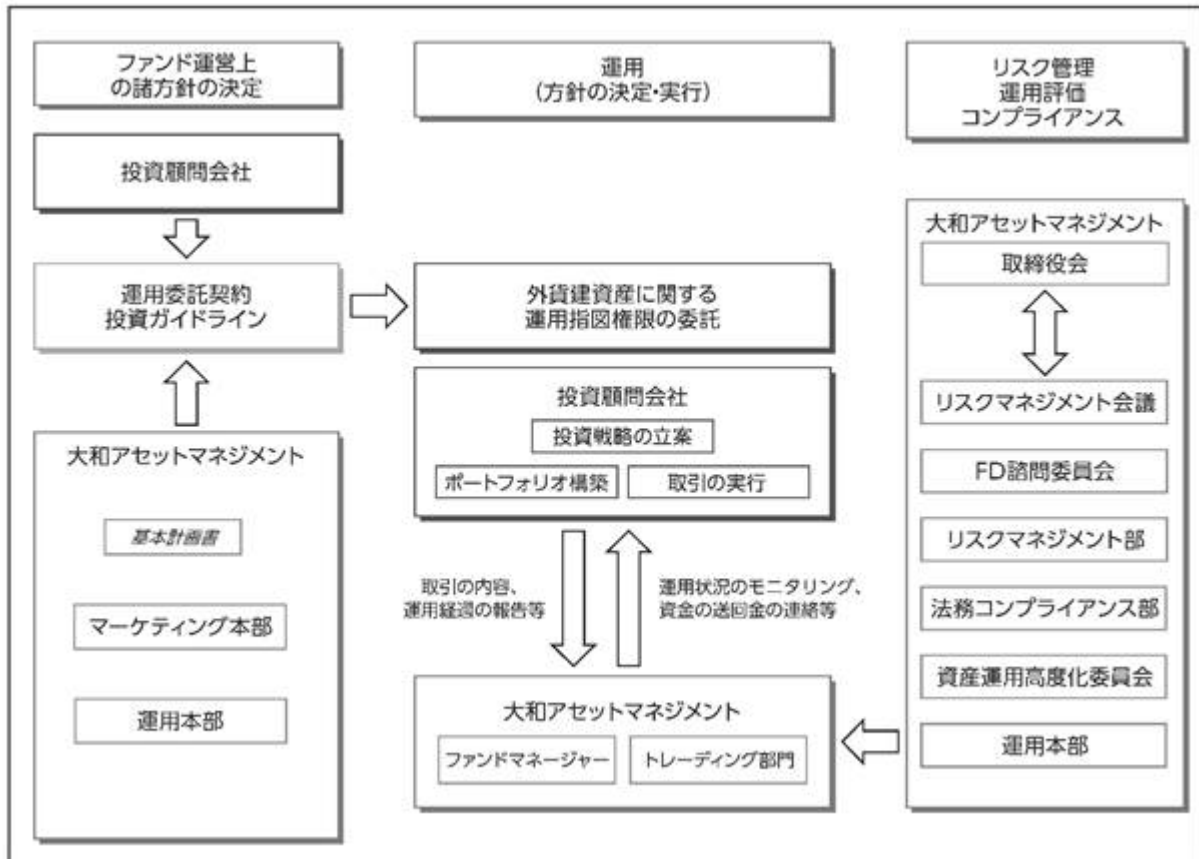 ファンド運営上
の諸方針の決定
投資顧問会社
運用委託契約
投資ガイドライン
大和アセットマネジメント
基本計画書
マーケティング本部
運用本部
運用
(方針の決定・実行)
外貨建資産に関する
運用指図権限の委託
投資顧問会社
投資戦略の立案
ポートフォリオ構築
取引の実行
取引の内容、
運用経過の報告等
運用状況のモニタリング、
資金の送回金の連絡等
大和アセットマネジメント
ファンドマネージャー
トレーディング部門
リスク管理
運用評価
コンプライアンス
大和アセットマネジメント
取締役会
リスクマネジメント会議
FD諮問委員会
リスクマネジメント部
法務コンプライアンス部
資産運用高度化委員会
運用本部